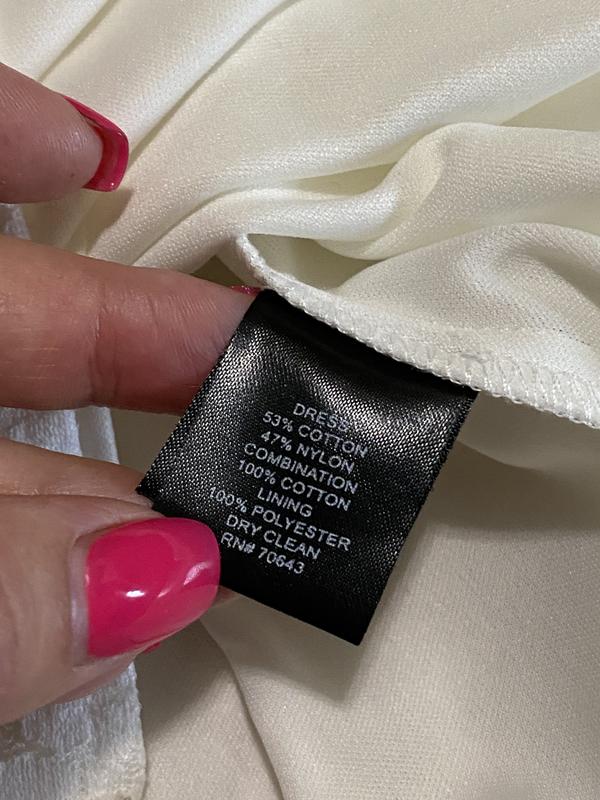 DRESS
53% COTTON
47% NYLON
COMBINATION
100% COTTON
LINING
100% POLYESTER
DRY CLEAN
RN# 70643